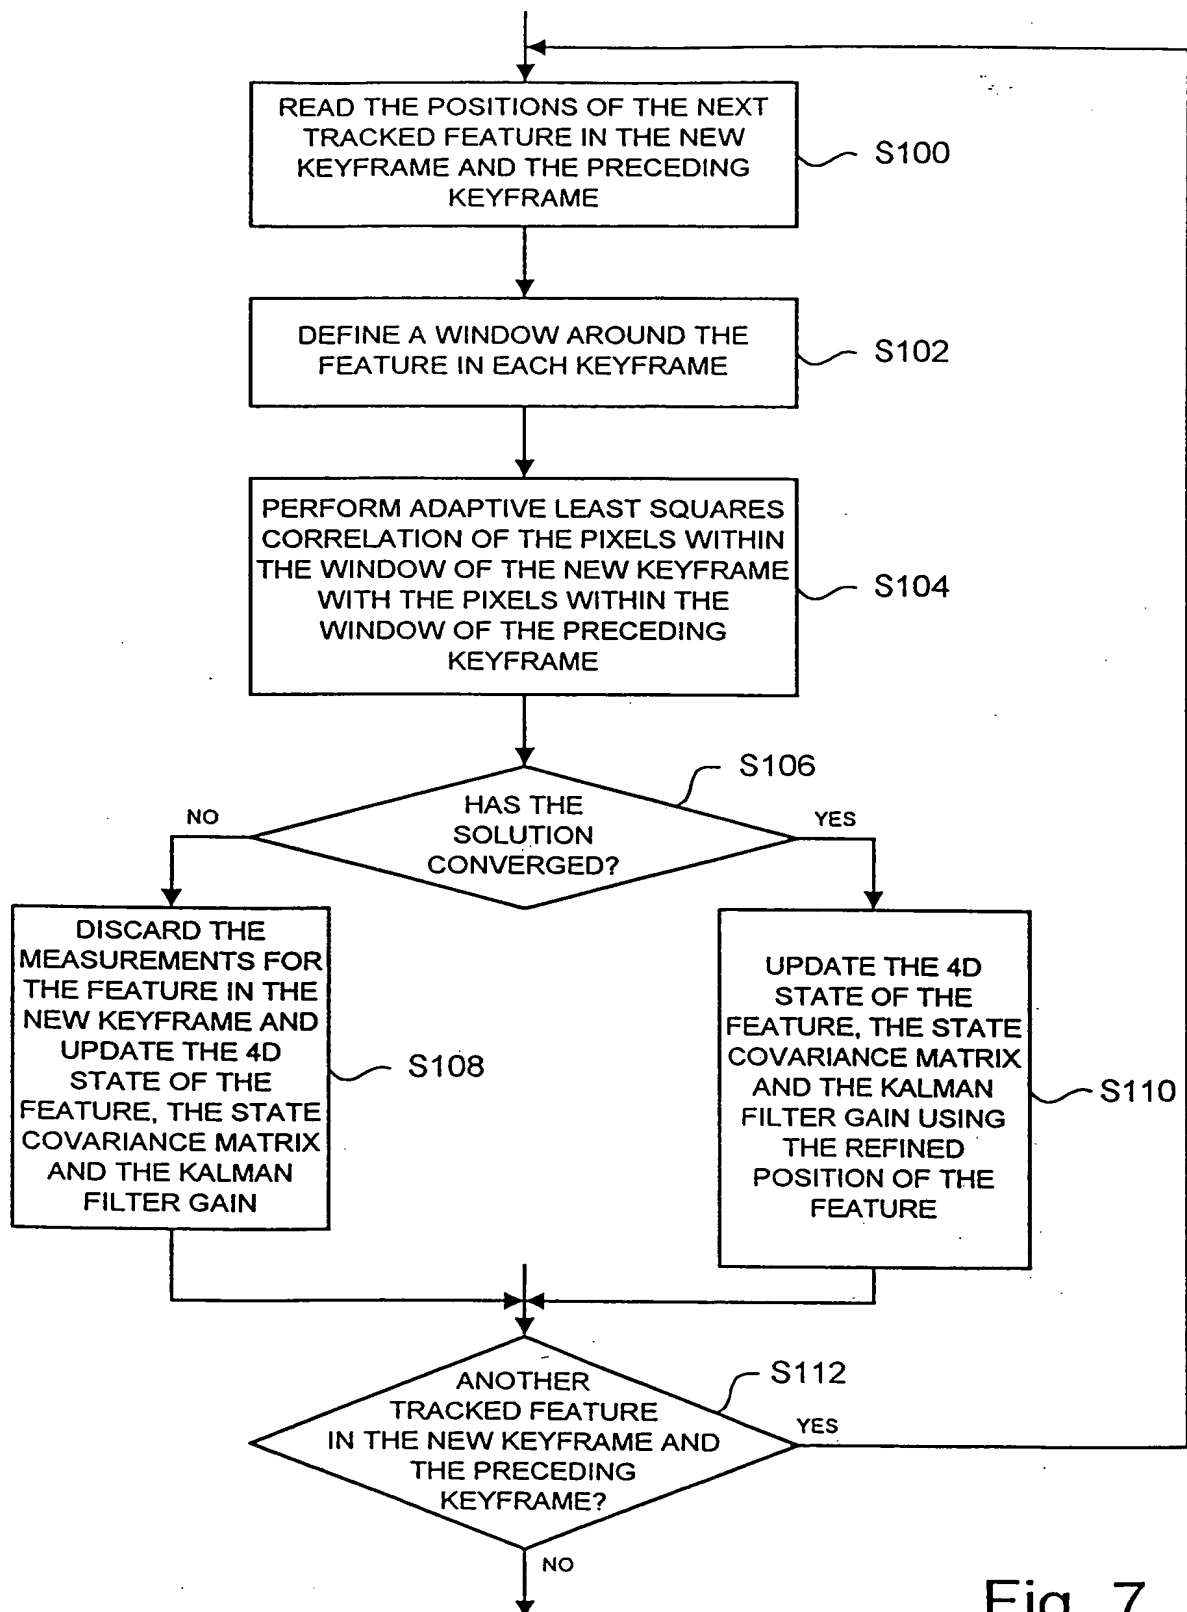 READ THE POSITIONS OF THE NEXT
TRACKED FEATURE IN THE NEW
KEYFRAME AND THE PRECEDING
KEYFRAME
S100
DEFINE A WINDOW AROUND THE
FEATURE IN EACH KEYFRAME
S102
PERFORM ADAPTIVE LEAST SQUARES
CORRELATION OF THE PIXELS WITHIN
THE WINDOW OF THE NEW KEYFRAME
WITH THE PIXELS WITHIN THE
WINDOW OF THE PRECEDING
KEYFRAME
S104
S106
HAS THE
SOLUTION
CONVERGED?
NO
YES
DISCARD THE
MEASUREMENTS FOR
THE FEATURE IN THE
NEW KEYFRAME AND
UPDATE THE 4D
STATE OF THE
FEATURE, THE STATE
COVARIANCE MATRIX
AND THE KALMAN
FILTER GAIN
S108
UPDATE THE 4D
STATE OF THE
FEATURE, THE STATE
COVARIANCE MATRIX
AND THE KALMAN
FILTER GAIN USING
THE REFINED
POSITION OF THE
FEATURE
S110
S112
ANOTHER
TRACKED FEATURE
IN THE NEW KEYFRAME AND
THE PRECEDING
KEYFRAME?
YES
NO
Fig. 7